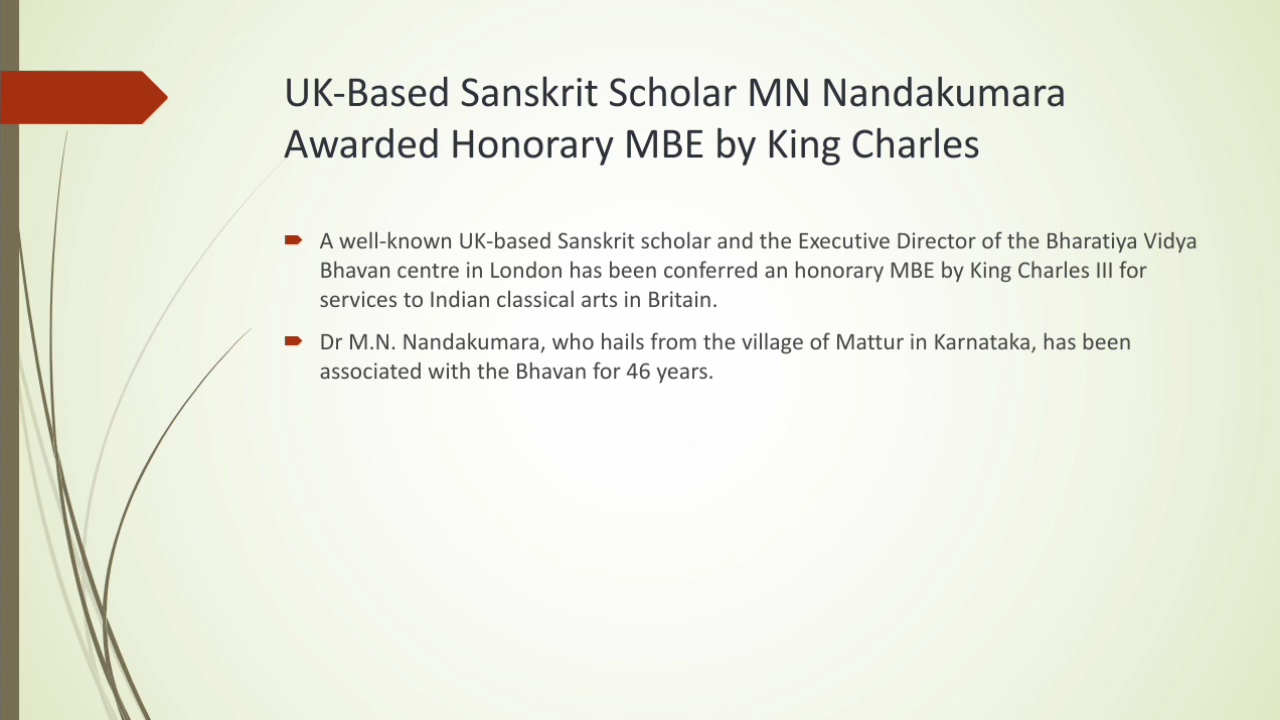 UK-Based Sanskrit Scholar MN Nandakumara
Awarded Honorary MBE by King Charles
A well-known UK-based Sanskrit scholar and the Executive Director of the Bharatiya Vidya
Bhavan centre in London has been conferred an honorary MBE by King Charles III for
services to Indian classical arts in Britain.
Dr M.N. Nandakumara, who hails from the village of Mattur in Karnataka, has been
associated with the Bhavan for 46 years.